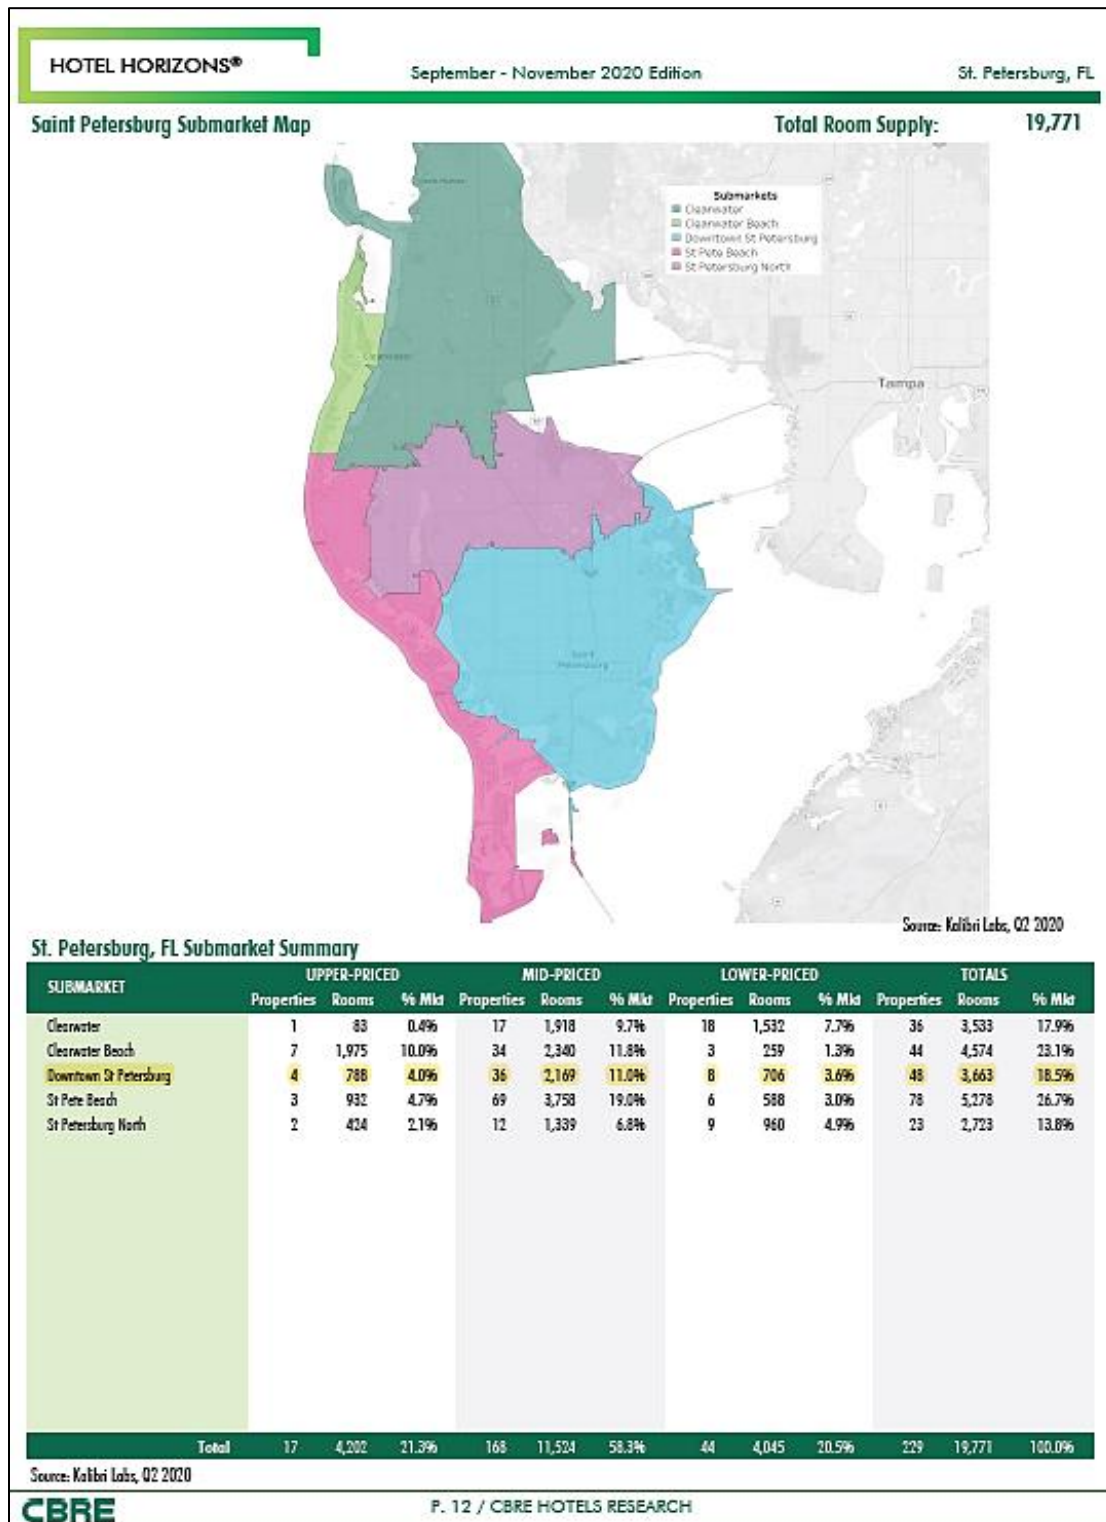 HOTEL HORIZONS®
September - November 2020 Edition
St. Petersburg, FL
Saint Petersburg Submarket Map
Total Room Supply: 19,771
Submarkets
Clearwater
Clearwater Beach
Downtown St Petersburg
St Pete Beach
St Petersburg North
Clearwater
Tampa
Saint
Petersburg
Source: Kalibri Labs, Q2 2020
St. Petersburg, FL Submarket Summary
SUBMARKET UPPER-PRICED MID-PRICED LOWER-PRICED TOTALS
Properties Rooms % Mkt Properties Rooms % Mkt Properties Rooms % Mkt Properties Rooms % Mkt
Clearwater 1 83 0.4% 17 1,918 9.7% 18 1,532 7.7% 36 3,533 17.9%
Clearwater Beach 7 1,975 10.0% 34 2,340 11.8% 3 259 1.3% 44 4,574 23.1%
Downtown St Petersburg 4 788 4.0% 36 2,169 11.0% 8 706 3.6% 48 3,663 18.5%
St Pete Beach 3 932 4.7% 69 3,758 19.0% 6 588 3.0% 78 5,278 26.7%
St Petersburg North 2 424 2.1% 12 1,339 6.8% 9 960 4.9% 23 2,723 13.8%
Total 17 4,202 21.3% 168 11,524 58.3% 44 4,045 20.5% 229 19,771 100.0%
Source: Kalibri Labs, Q2 2020
CBRE
P. 12 / CBRE HOTELS RESEARCH